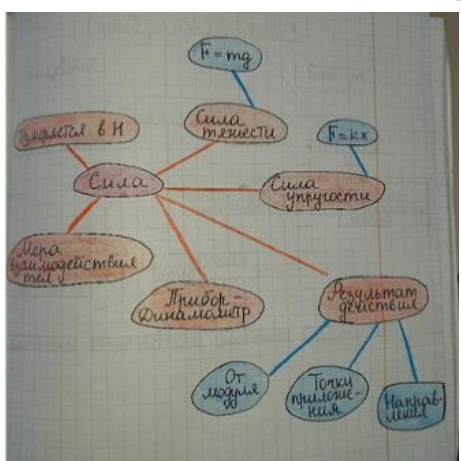 F = mg
Измеряется в Н
Сила
тяжести
F=kx
Сила
Сила
упругости
Мера
взаимодействия
тел
Прибор-
Динамометр
Результат
действия
От
модуля
Точки
приложе-
ния
Направ-
ления